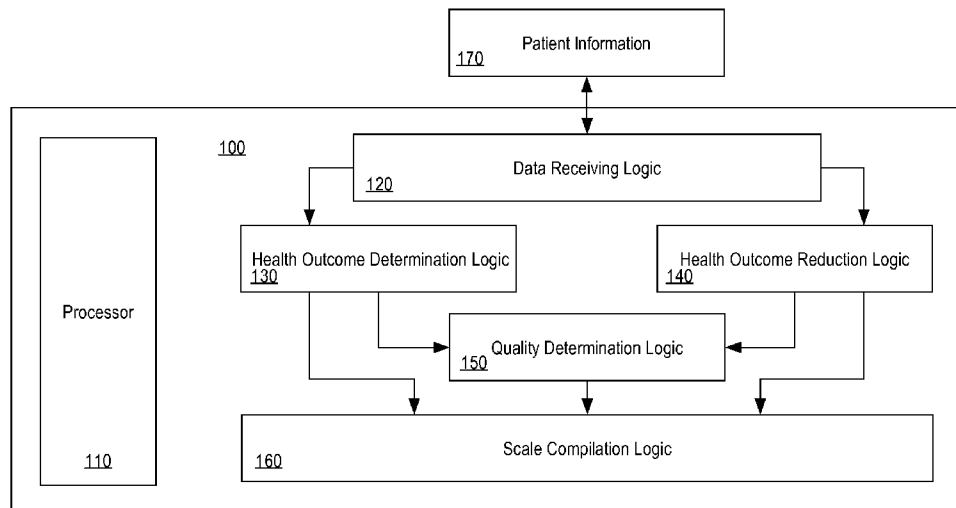 Patient Information
170
100
Data Receiving Logic
120
Health Outcome Determination Logic
130
Health Outcome Reduction Logic
140
Processor
Quality Determination Logic
150
Scale Compilation Logic
110
160